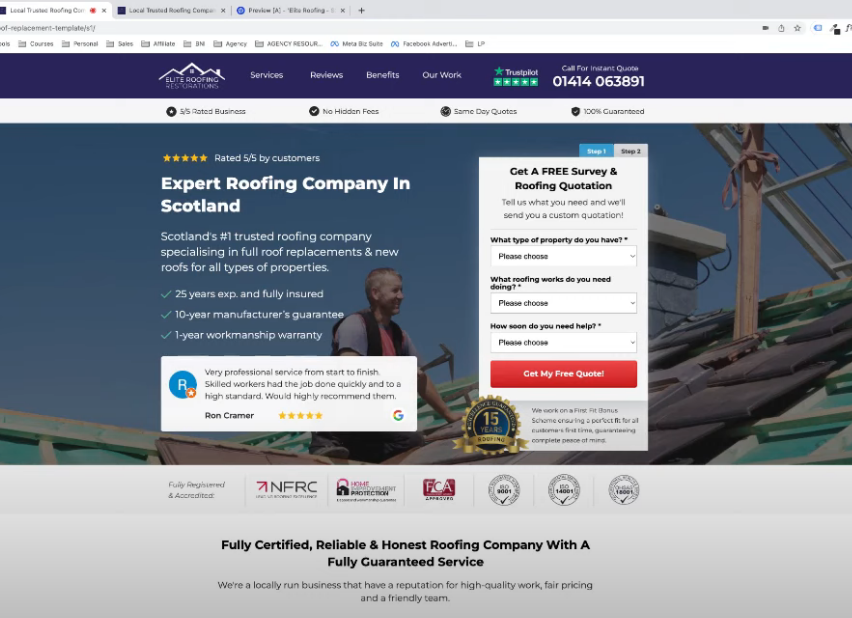 Local Trusted Roofing Con
Local Trusted Roofing Compan
Preview [A] - "Elite Roofing - S
of-replacement-template/s1/
ools
Courses
Personal
Sales
Affiliate
BM
Agency
AGENCY RESOUR...
Meta Biz Suite
Facebook Adverti...
LP
ELITE ROOFING
RESTORATIONS
Services
Reviews
Benefits
Our Work
Trustpilot
Call For Instant Quote
01414 063891
5/5 Rated Business
No Hidden Fees
Same Day Quotes
100% Guaranteed
Rated 5/5 by customers
Expert Roofing Company In
Scotland
Scotland's #1 trusted roofing company
specialising in full roof replacements & new
roofs for all types of properties.
25 years exp. and fully insured
10-year manufacturer's guarantee
1-year workmanship warranty
R
Very professional service from start to finish.
Skilled workers had the job done quickly and to a
high standard. Would highly recommend them.
Ron Cramer
G
Step 1
Step 2
Get A FREE Survey &
Roofing Quotation
Tell us what you need and we'll
send you a custom quotation!
What type of property do you have? *
Please choose
What roofing works do you need
doing? *
Please choose
How soon do you need help? *
Please choose
Get My Free Quote!
15
YEARS
ROOFING
We work on a First Fit Bonus
Scheme ensuring a perfect fit for all
customers first time, guaranteeing
complete peace of mind.
Fully Registered
& Accredited:
NFRC
HOME
IMPROVEMENT
PROTECTION
FCA
APPROVED
ISO
9001
ISO
14001
18001
Fully Certified, Reliable & Honest Roofing Company With A
Fully Guaranteed Service
We're a locally run business that have a reputation for high-quality work, fair pricing
and a friendly team.